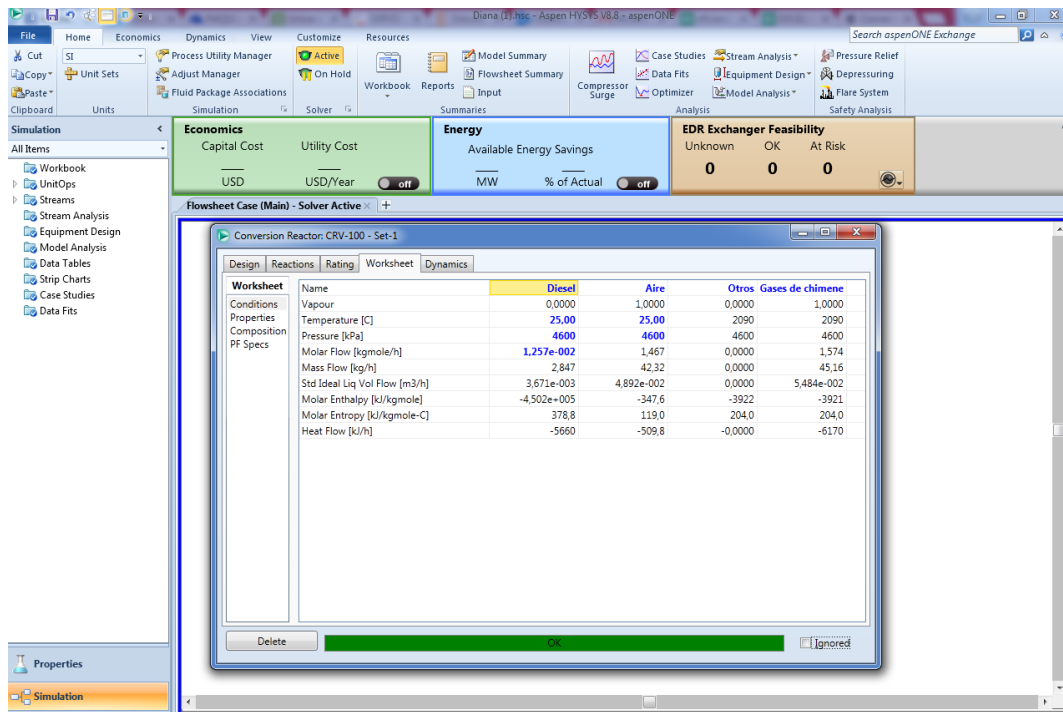 Diana (1).hsc - Aspen HYSYS V8.8 - aspenONE
File Home Economics Dynamics View Customize Resources Search aspenONE Exchange
Cut SI Process Utility Manager Active Model Summary Case Studies Stream Analysis Pressure Relief
Copy Unit Sets Adjust Manager On Hold Flowsheet Summary Data Fits Equipment Design Depressuring
Paste Fluid Package Associations Workbook Reports Input Compressor Surge Optimizer Model Analysis Flare System
Clipboard Units Simulation Solver Summaries Analysis Safety Analysis
Simulation <
All Items
Workbook
UnitOps
Streams
Stream Analysis
Equipment Design
Model Analysis
Data Tables
Strip Charts
Case Studies
Data Fits
Properties
Simulation
Economics
Capital Cost Utility Cost
USD USD/Year off
Energy
Available Energy Savings
MW % of Actual off
EDR Exchanger Feasibility
Unknown OK At Risk
0 0 0
Flowsheet Case (Main) - Solver Active × +
Conversion Reactor: CRV-100 - Set-1
Design Reactions Rating Worksheet Dynamics
Worksheet
Conditions
Properties
Composition
PF Specs
Name Diesel Aire Otros Gases de chimene
Vapour 0,0000 1,0000 0,0000 1,0000
Temperature [C] 25,00 25,00 2090 2090
Pressure [kPa] 4600 4600 4600 4600
Molar Flow [kgmole/h] 1,257e-002 1,467 0,0000 1,574
Mass Flow [kg/h] 2,847 42,32 0,0000 45,16
Std Ideal Liq Vol Flow [m3/h] 3,671e-003 4,892e-002 0,0000 5,484e-002
Molar Enthalpy [kJ/kgmole] -4,502e+005 -347,6 -3922 -3921
Molar Entropy [kJ/kgmole-C] 378,8 119,0 204,0 204,0
Heat Flow [kJ/h] -5660 -509,8 -0,0000 -6170
Delete OK Ignored